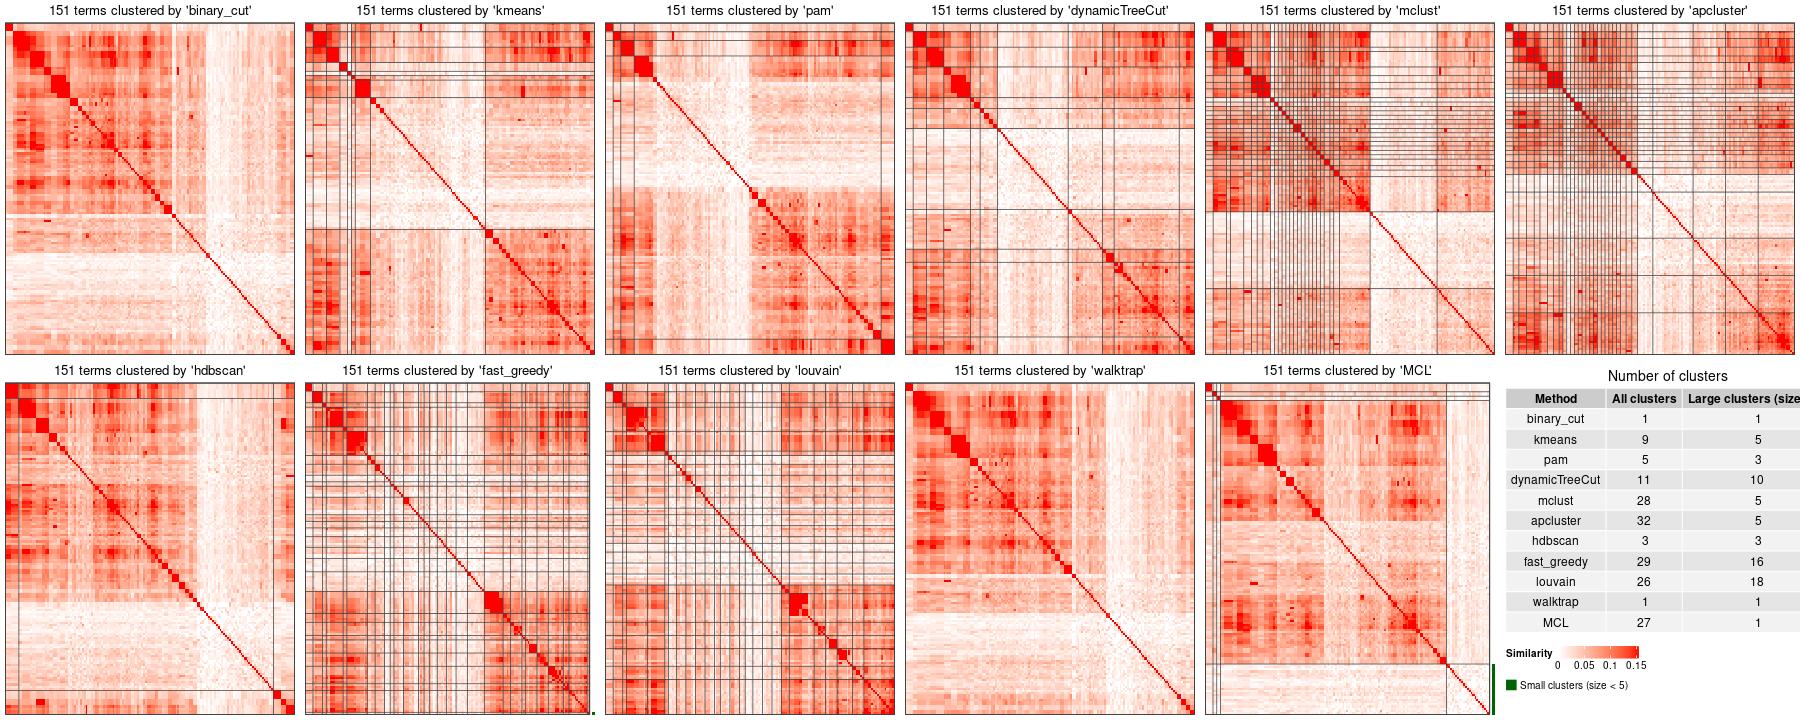 151 terms clustered by 'binary_cut'
151 terms clustered by 'kmeans'
151 terms clustered by 'pam'
151 terms clustered by 'dynamicTreeCut'
151 terms clustered by 'mclust'
151 terms clustered by 'apcluster'
151 terms clustered by 'hdbscan'
151 terms clustered by 'fast_greedy'
151 terms clustered by 'louvain'
151 terms clustered by 'walktrap'
151 terms clustered by 'MCL'
Number of clusters
Method All clusters Large clusters (size
binary_cut 1 1
kmeans 9 5
pam 5 3
dynamicTreeCut 11 10
mclust 28 5
apcluster 32 5
hdbscan 3 3
fast_greedy 29 16
louvain 26 18
walktrap 1 1
MCL 27 1
Similarity
0 0.05 0.1 0.15
Small clusters (size < 5)